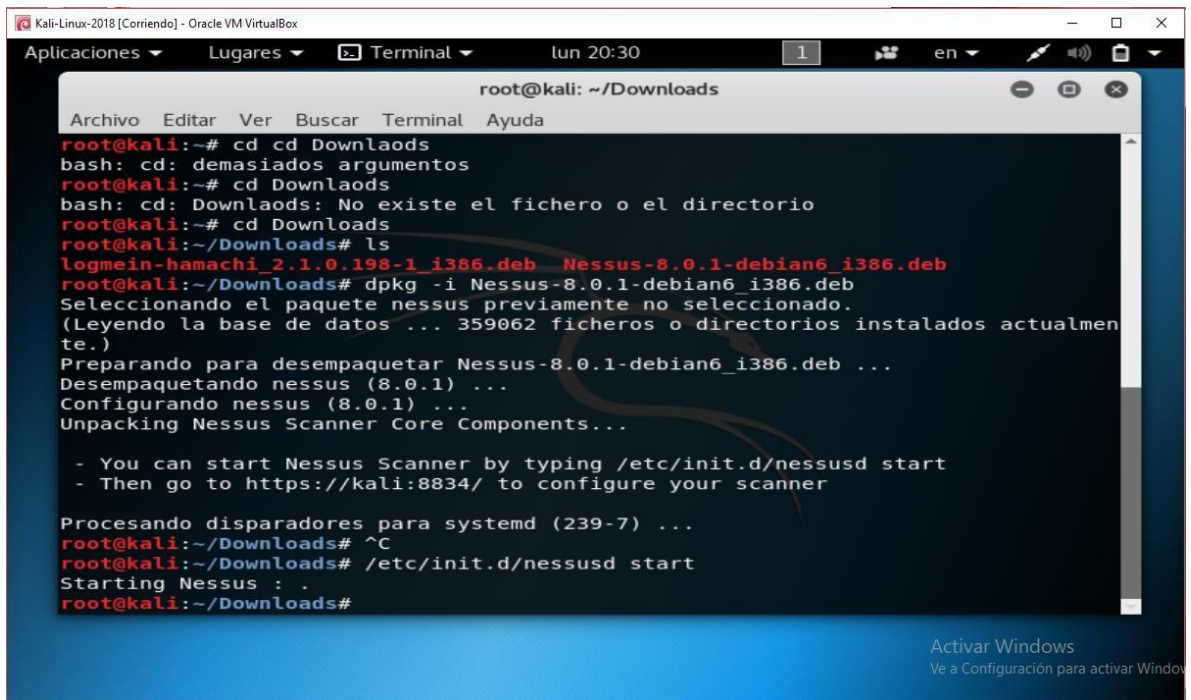 Kali-Linux-2018 [Corriendo] - Oracle VM VirtualBox
Aplicaciones Lugares Terminal lun 20:30 1 en
root@kali: ~/Downloads
Archivo Editar Ver Buscar Terminal Ayuda
root@kali:~# cd cd Downlaods
bash: cd: demasiados argumentos
root@kali:~# cd Downlaods
bash: cd: Downlaods: No existe el fichero o el directorio
root@kali:~# cd Downloads
root@kali:~/Downloads# ls
logmein-hamachi_2.1.0.198-1_i386.deb Nessus-8.0.1-debian6_i386.deb
root@kali:~/Downloads# dpkg -i Nessus-8.0.1-debian6_i386.deb
Seleccionando el paquete nessus previamente no seleccionado.
(Leyendo la base de datos ... 359062 ficheros o directorios instalados actualmen
te.)
Preparando para desempaquetar Nessus-8.0.1-debian6_i386.deb ...
Desempaquetando nessus (8.0.1) ...
Configurando nessus (8.0.1) ...
Unpacking Nessus Scanner Core Components...
- You can start Nessus Scanner by typing /etc/init.d/nessusd start
- Then go to https://kali:8834/ to configure your scanner
Procesando disparadores para systemd (239-7) ...
root@kali:~/Downloads# ^C
root@kali:~/Downloads# /etc/init.d/nessusd start
Starting Nessus : .
root@kali:~/Downloads#
Activar Windows
Ve a Configuración para activar Window